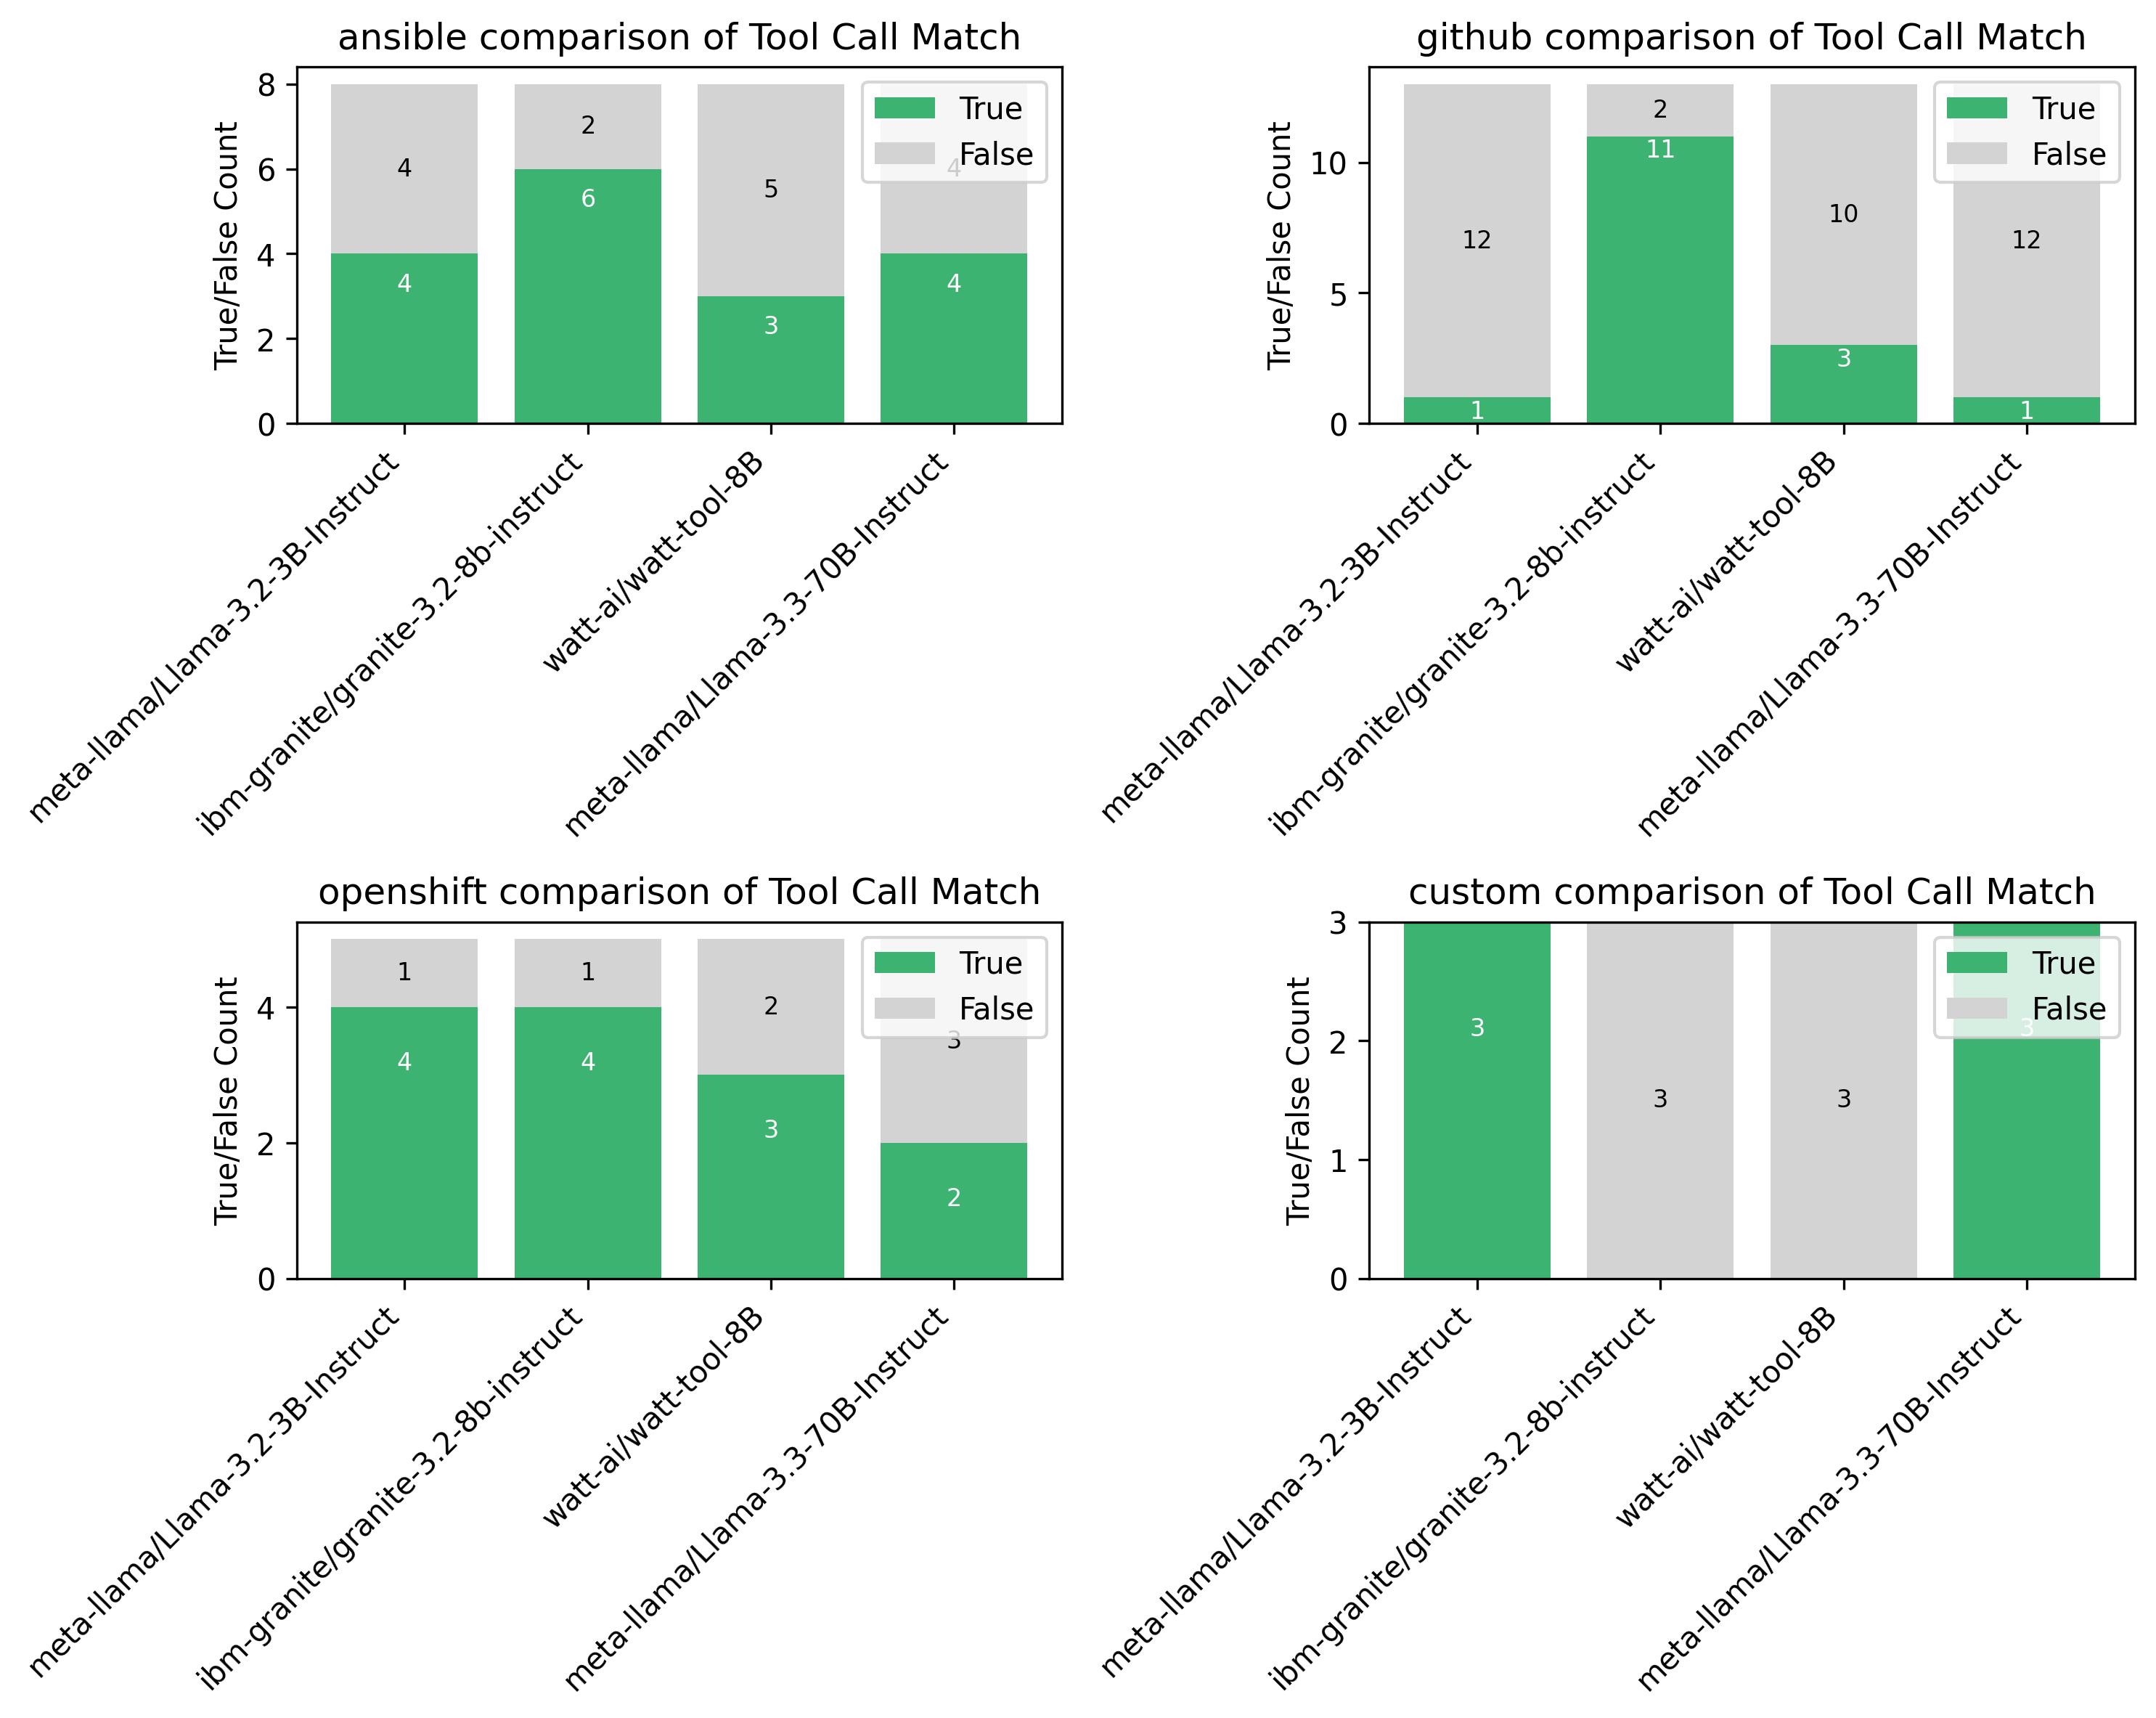 ansible comparison of Tool Call Match
True/False Count
8
6
4
2
0
4
4
2
6
5
3
4
4
True
False
meta-llama/Llama-3.2-3B-Instruct
ibm-granite/granite-3.2-8b-instruct
watt-ai/watt-tool-8B
meta-llama/Llama-3.3-70B-Instruct
github comparison of Tool Call Match
True/False Count
10
5
0
12
1
2
11
10
3
12
1
True
False
meta-llama/Llama-3.2-3B-Instruct
ibm-granite/granite-3.2-8b-instruct
watt-ai/watt-tool-8B
meta-llama/Llama-3.3-70B-Instruct
openshift comparison of Tool Call Match
True/False Count
4
2
0
1
4
1
4
2
3
3
2
True
False
meta-llama/Llama-3.2-3B-Instruct
ibm-granite/granite-3.2-8b-instruct
watt-ai/watt-tool-8B
meta-llama/Llama-3.3-70B-Instruct
custom comparison of Tool Call Match
True/False Count
3
2
1
0
3
3
3
3
True
False
meta-llama/Llama-3.2-3B-Instruct
ibm-granite/granite-3.2-8b-instruct
watt-ai/watt-tool-8B
meta-llama/Llama-3.3-70B-Instruct